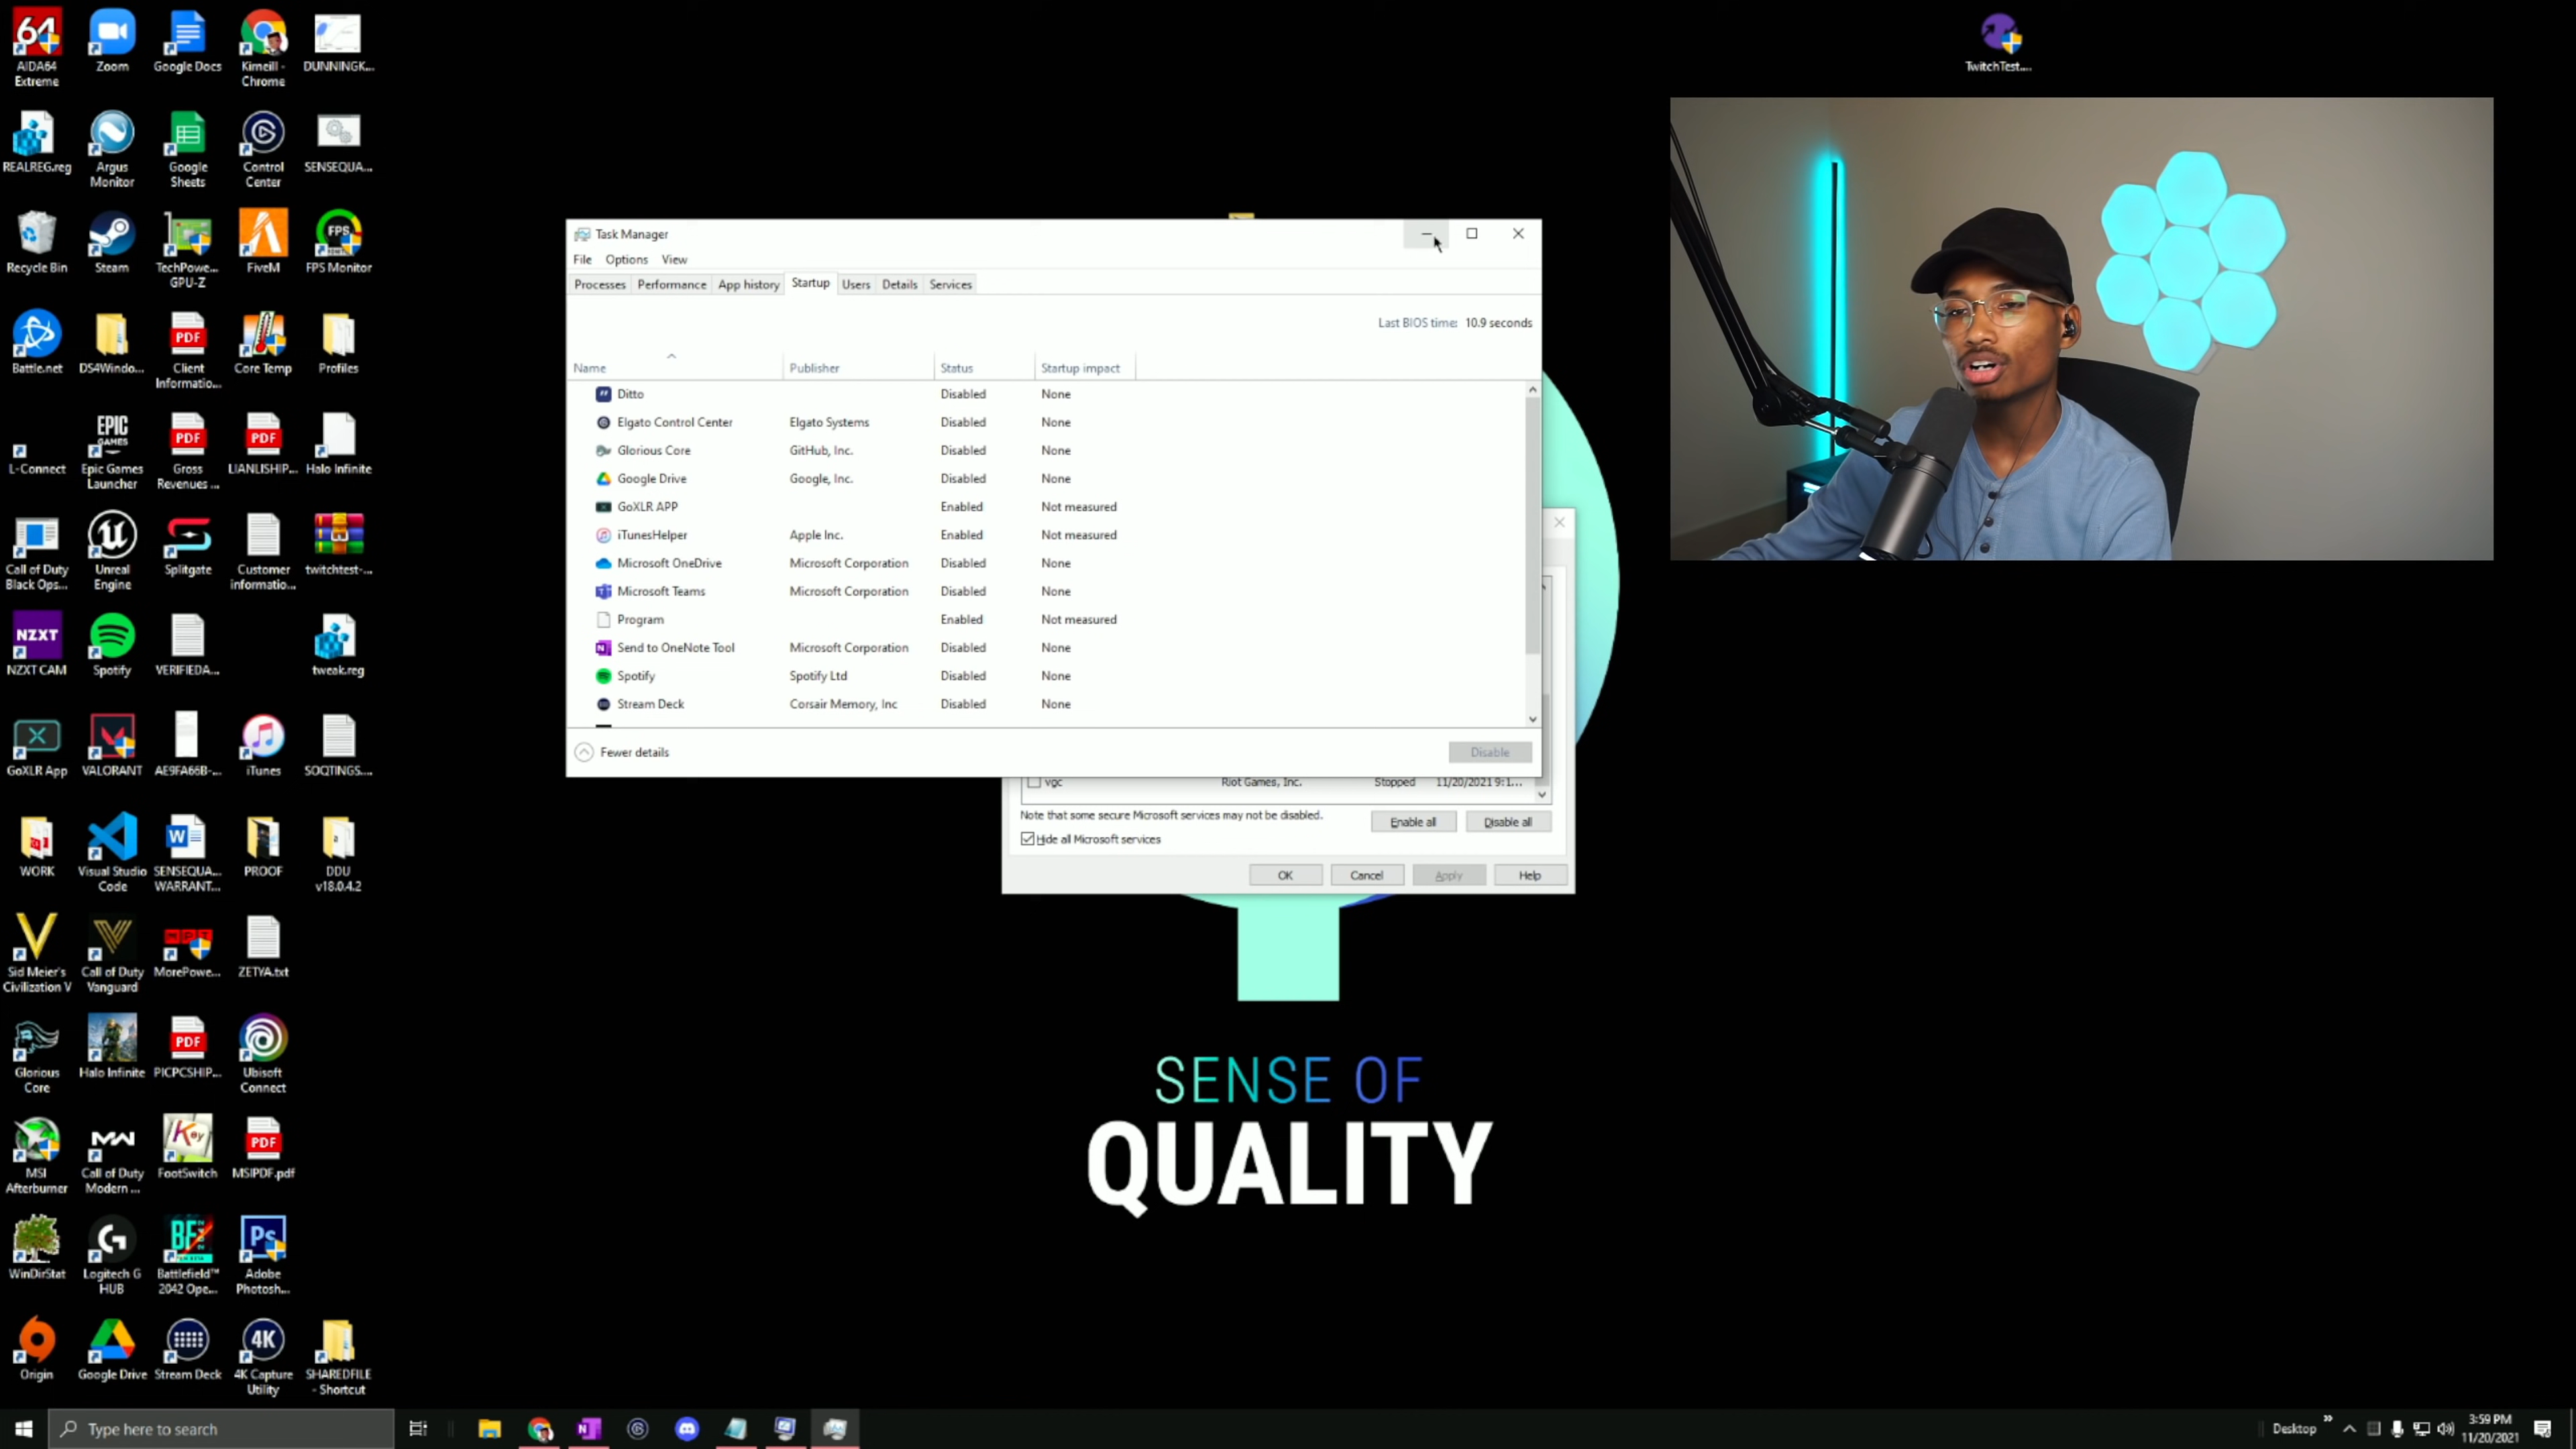 AIDA64
Extreme
Zoom
Google Docs
Kimeill -
Chrome
DUNNINGK...
TwitchTest....
REALREG.reg
Argus
Monitor
Google
Sheets
Control
Center
SENSEQUA...
Recycle Bin
Steam
TechPowe...
GPU-Z
FiveM
FPS Monitor
Battle.net
DS4Windo...
Client
Informatio...
Core Temp
Profiles
L-Connect
Epic Games
Launcher
Gross
Revenues ...
LIANLISHIP...
Halo Infinite
Call of Duty
Black Ops...
Unreal
Engine
Splitgate
Customer
informatio...
twitchtest-...
NZXT
NZXT CAM
Spotify
VERIFIEDA...
tweak.reg
GoXLR App
VALORANT
AE9FA66B-...
iTunes
SOQTINGS....
WORK
Visual Studio
Code
SENSEQUA...
WARRANT...
PROOF
DDU
v18.0.4.2
Sid Meier's
Civilization V
Call of Duty
Vanguard
MorePowe...
ZETYA.txt
Glorious
Core
Halo Infinite
PICPCSHIP...
Ubisoft
Connect
MSI
Afterburner
Call of Duty
Modern ...
FootSwitch
MSIPDF.pdf
WinDirStat
Logitech G
HUB
Battlefield™
2042 Ope...
Adobe
Photosh...
Origin
Google Drive
Stream Deck
4K Capture
Utility
SHAREDFILE
- Shortcut
Task Manager
File Options View
Processes Performance App history Startup Users Details Services
Last BIOS time: 10.9 seconds
Name Publisher Status Startup impact
Ditto Disabled None
Elgato Control Center Elgato Systems Disabled None
Glorious Core GitHub, Inc. Disabled None
Google Drive Google, Inc. Disabled None
GoXLR APP Enabled Not measured
iTunesHelper Apple Inc. Enabled Not measured
Microsoft OneDrive Microsoft Corporation Disabled None
Microsoft Teams Microsoft Corporation Disabled None
Program Enabled Not measured
Send to OneNote Tool Microsoft Corporation Disabled None
Spotify Spotify Ltd Disabled None
Stream Deck Corsair Memory, Inc Disabled None
Fewer details Disable
vgc Riot Games, Inc. Stopped 11/20/2021 9:1...
Note that some secure Microsoft services may not be disabled.
Enable all Disable all
Hide all Microsoft services
OK Cancel Apply Help
SENSE OF
QUALITY
Type here to search
Desktop
3:59 PM
11/20/2021